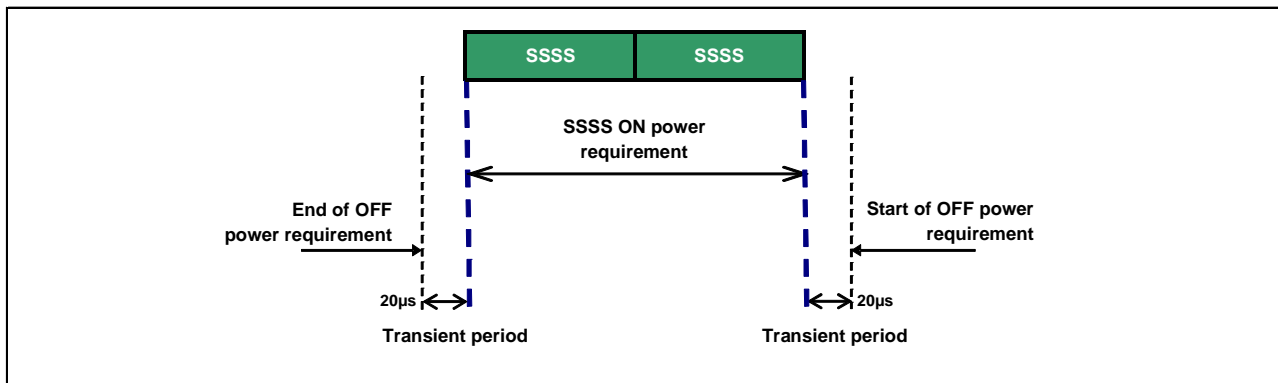 SSSS SSSS
SSSS ON power
requirement
End of OFF
power requirement
Start of OFF power
requirement
20µs
20µs
Transient period
Transient period